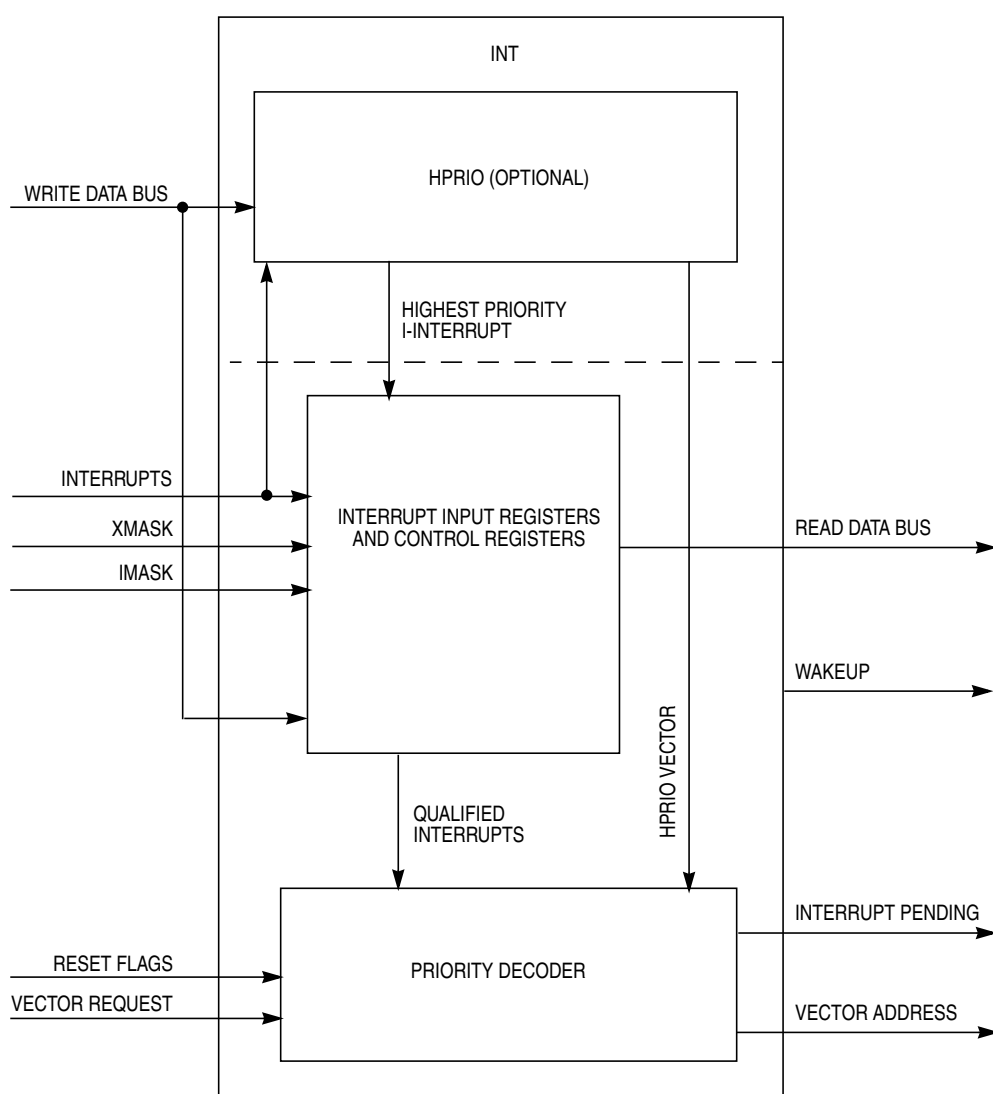 INT
HPRIO (OPTIONAL)
WRITE DATA BUS
HIGHEST PRIORITY
I-INTERRUPT
INTERRUPTS
INTERRUPT INPUT REGISTERS
AND CONTROL REGISTERS
XMASK
READ DATA BUS
IMASK
WAKEUP
HPRIO VECTOR
QUALIFIED
INTERRUPTS
INTERRUPT PENDING
RESET FLAGS
PRIORITY DECODER
VECTOR REQUEST
VECTOR ADDRESS